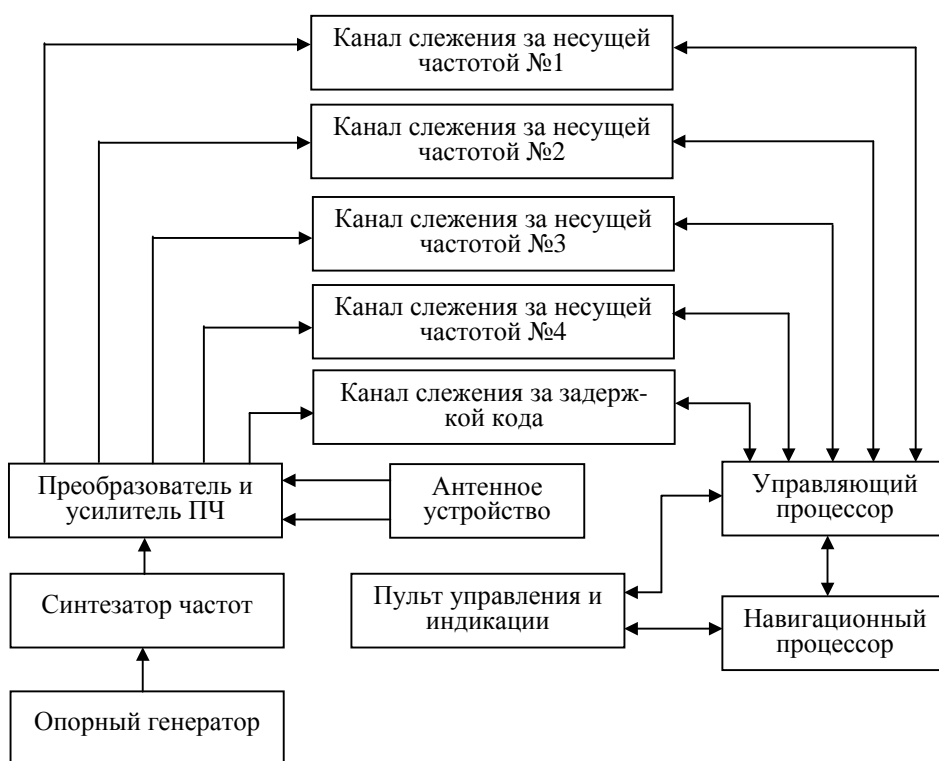 Канал слежения за несущей
частотой №1
Канал слежения за несущей
частотой №2
Канал слежения за несущей
частотой №3
Канал слежения за несущей
частотой №4
Канал слежения за задерж-
кой кода
Преобразователь и
усилитель ПЧ
Антенное
устройство
Управляющий
процессор
Синтезатор частот
Пульт управления и
индикации
Навигационный
процессор
Опорный генератор